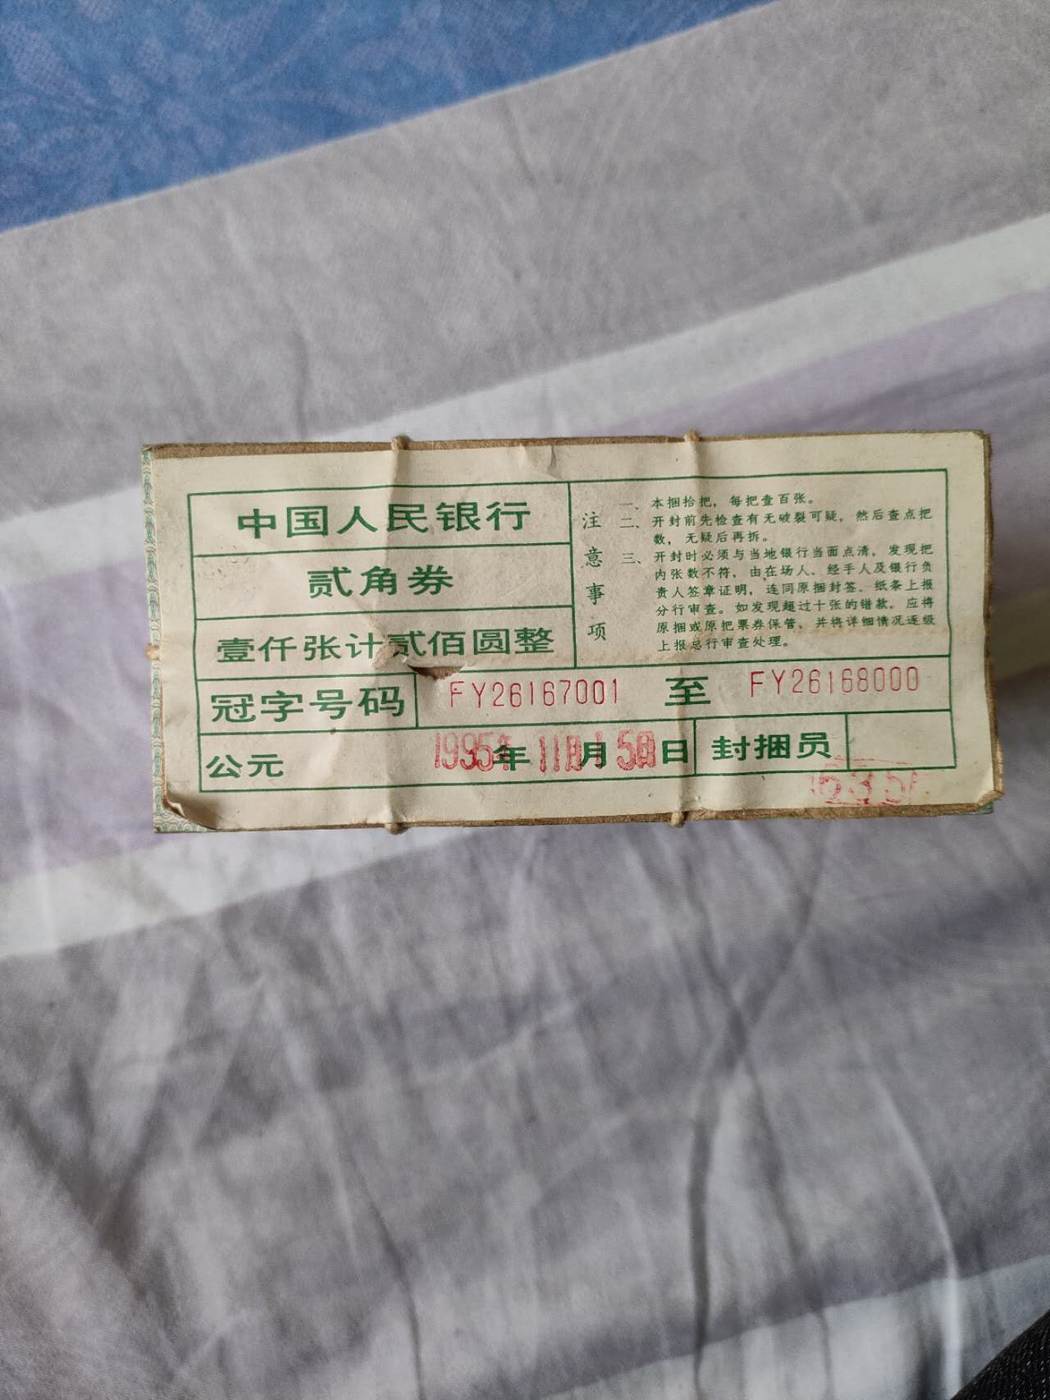 中国人民银行
贰角券
壹仟张计贰佰圆整
注意事项
一、本捆拾把，每把壹百张。
二、开封前先检查有无破裂可疑，然后查点把
数，无疑后再拆。
三、开封时必须与当地银行当面点清，发现把
内张数不符，由在场人、经手人及银行负
责人签章证明，连同原捆封签、纸条上报
分行审查。如发现超过十张的错款，应将
原捆或原把票券保管，并将详细情况逐级
上报总行审查处理。
冠字号码 FY26167001 至 FY26168000
公元 1995年 11月 15日 封捆员